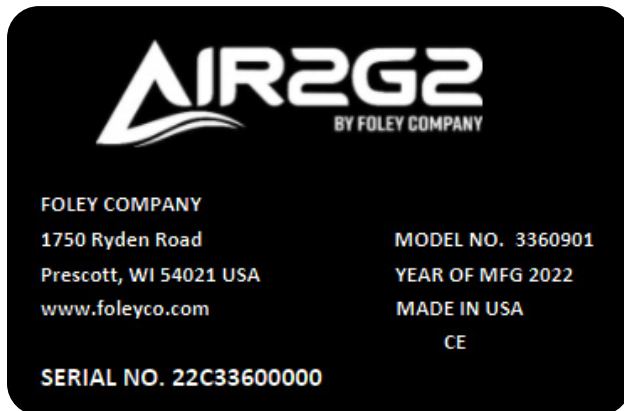 AIR2G2
BY FOLEY COMPANY
FOLEY COMPANY
1750 Ryden Road
Prescott, WI 54021 USA
www.foleyco.com
MODEL NO. 3360901
YEAR OF MFG 2022
MADE IN USA
CE
SERIAL NO. 22C33600000